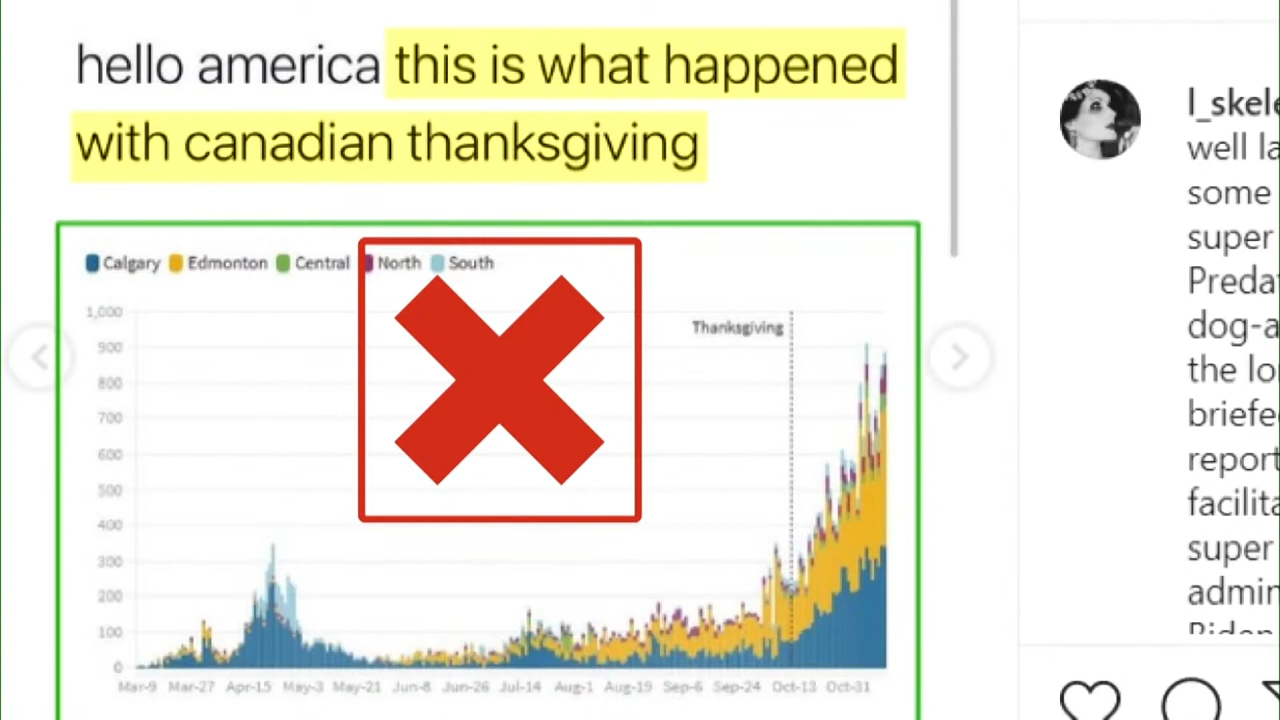 hello america this is what happened
with canadian thanksgiving
Calgary Edmonton Central North South
1,000
900
800
700
600
500
400
300
200
100
0
Thanksgiving
Mar-9 Mar-27 Apr-15 May-3 May-21 Jun-8 Jun-26 Jul-14 Aug-1 Aug-19 Sep-6 Sep-24 Oct-13 Oct-31
l_skele
well la
some
super
Predat
dog-a
the lo
briefe
report
facilita
super
admin
Biden